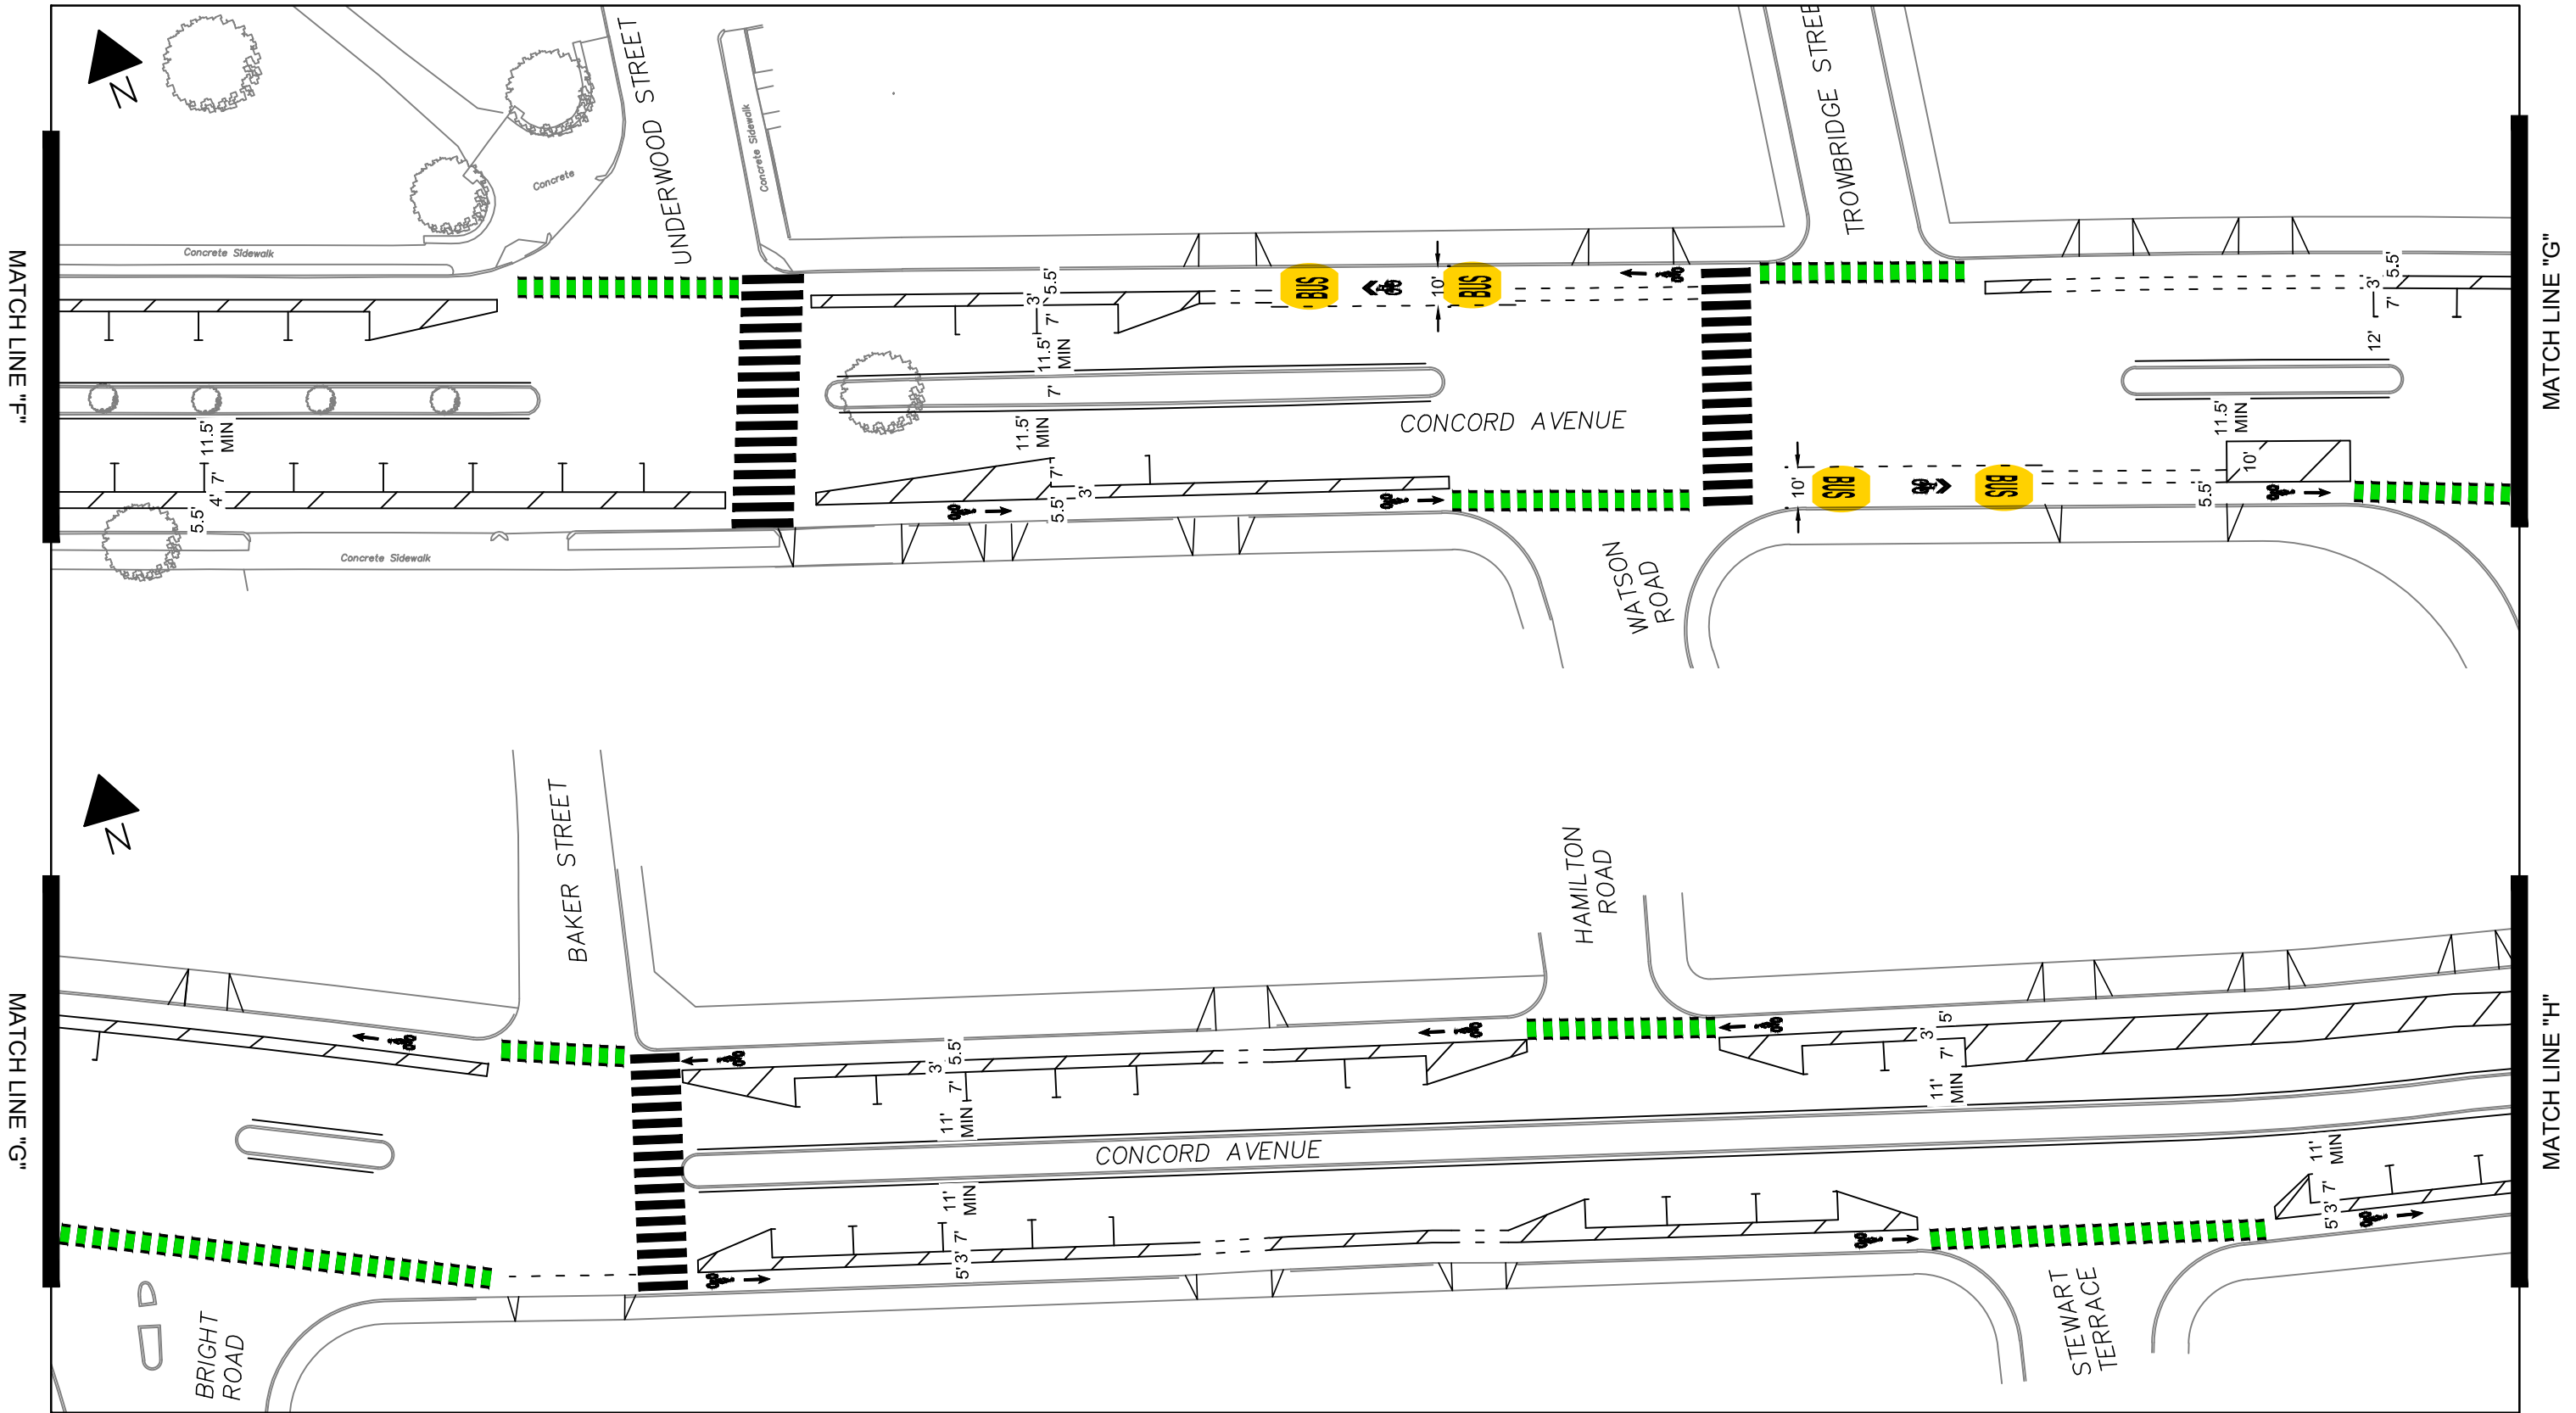 N
MATCH LINE "F"
UNDERWOOD STREET
Concrete Sidewalk
Concrete
Concrete Sidewalk
TROWBRIDGE STREE
MATCH LINE "G"
5.5'
3'
7'
11.5'
MIN
7'
11.5'
MIN
7'
3'
5.5'
BUS
10'
BUS
CONCORD AVENUE
11.5'
MIN
7'
4'
5.5'
Concrete Sidewalk
WATSON
ROAD
10'
BUS
BUS
5.5'
3'
7'
12'
11.5'
MIN
10'
5.5'
N
MATCH LINE "G"
BAKER STREET
HAMILTON
ROAD
MATCH LINE "H"
5.5'
3'
7'
11'
MIN
CONCORD AVENUE
11'
MIN
7'
3'
5'
5'
3'
7'
11'
MIN
11'
MIN
7'
3'
5'
BRIGHT
ROAD
STEWART
TERRACE